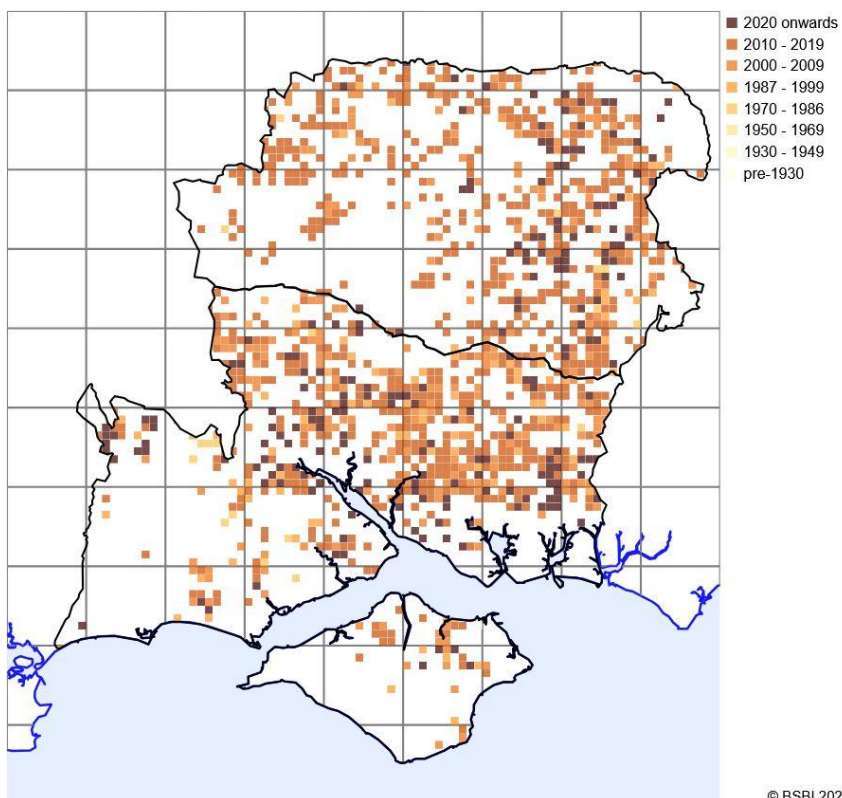 2020 onwards
2010 - 2019
2000 - 2009
1987 - 1999
1970 - 1986
1950 - 1969
1930 - 1949
pre-1930
© BSBI 202